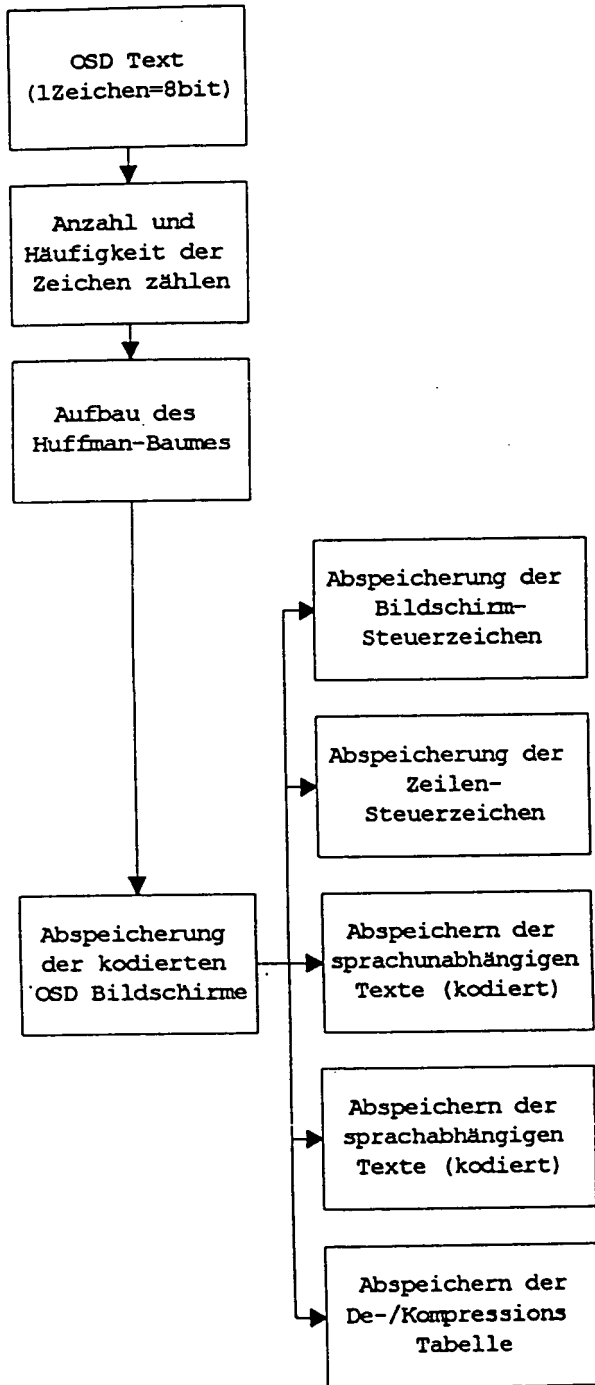 OSD Text
(1Zeichen=8bit)
Anzahl und
Häufigkeit der
Zeichen zählen
Aufbau des
Huffman-Baumes
Abspeicherung
der kodierten
OSD Bildschirme
Abspeicherung der
Bildschirm-
Steuerzeichen
Abspeicherung der
Zeilen-
Steuerzeichen
Abspeichern der
sprachunabhängigen
Texte (kodiert)
Abspeichern der
sprachabhängigen
Texte (kodiert)
Abspeichern der
De-/Kompressions
Tabelle